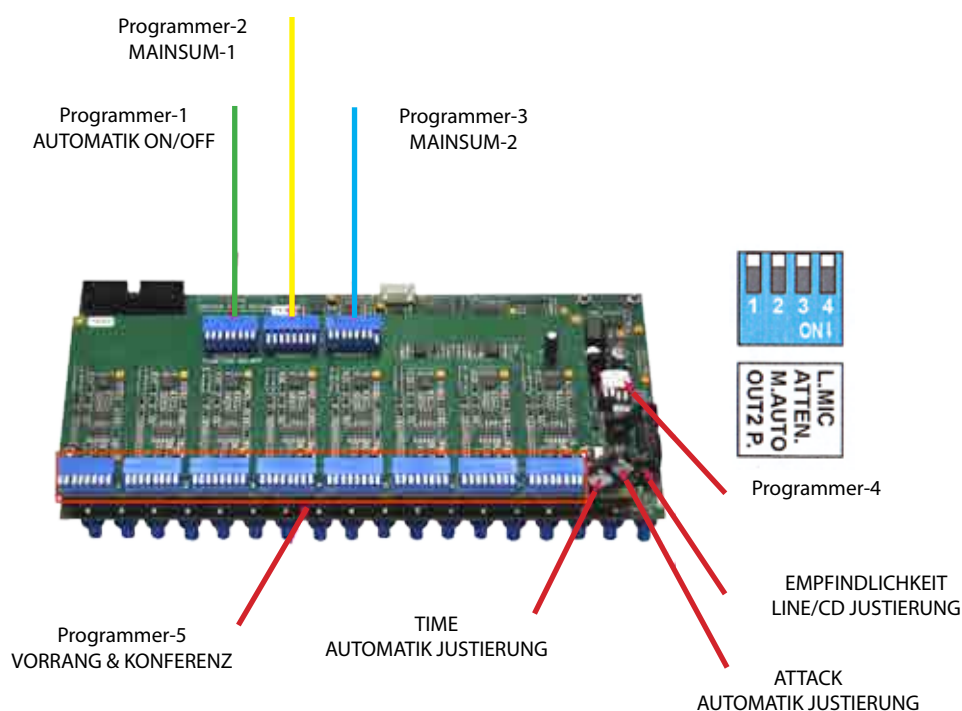 Programmer-2
MAINSUM-1
Programmer-1
AUTOMATIK ON/OFF
Programmer-3
MAINSUM-2
1 2 3 4
ON
L.MIC
ATTEN.
M.AUTO
OUT2 P.
Programmer-4
EMPFINDLICHKEIT
LINE/CD JUSTIERUNG
TIME
AUTOMATIK JUSTIERUNG
Programmer-5
VORRANG & KONFERENZ
ATTACK
AUTOMATIK JUSTIERUNG